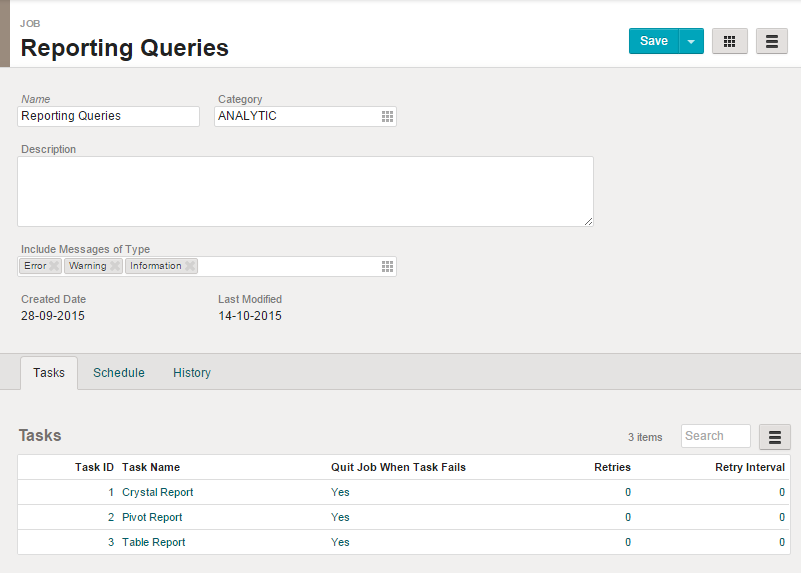 JOB
Reporting Queries
Save
Name Category
Reporting Queries ANALYTIC
Description
Include Messages of Type
Error Warning Information
Created Date Last Modified
28-09-2015 14-10-2015
Tasks Schedule History
Tasks 3 items Search
Task ID Task Name Quit Job When Task Fails Retries Retry Interval
1 Crystal Report Yes 0 0
2 Pivot Report Yes 0 0
3 Table Report Yes 0 0